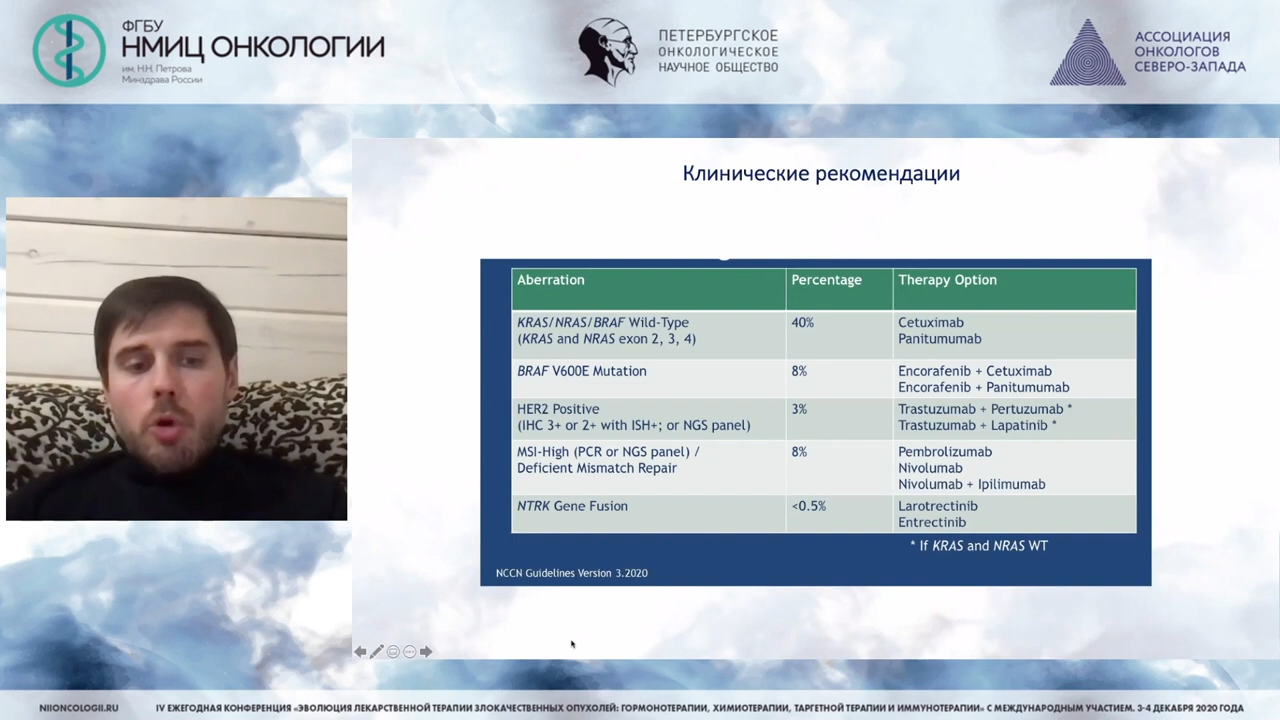 ФГБУ
НМИЦ ОНКОЛОГИИ
им. Н.Н. Петрова
Минздрава России
ПЕТЕРБУРГСКОЕ
ОНКОЛОГИЧЕСКОЕ
НАУЧНОЕ ОБЩЕСТВО
АССОЦИАЦИЯ
ОНКОЛОГОВ
СЕВЕРО-ЗАПАДА
Клинические рекомендации
Aberration Percentage Therapy Option
KRAS/NRAS/BRAF Wild-Type 40% Cetuximab
(KRAS and NRAS exon 2, 3, 4) Panitumumab
BRAF V600E Mutation 8% Encorafenib + Cetuximab
Encorafenib + Panitumumab
HER2 Positive 3% Trastuzumab + Pertuzumab *
(IHC 3+ or 2+ with ISH+; or NGS panel) Trastuzumab + Lapatinib *
MSI-High (PCR or NGS panel) / 8% Pembrolizumab
Deficient Mismatch Repair Nivolumab
Nivolumab + Ipilimumab
NTRK Gene Fusion <0.5% Larotrectinib
Entrectinib
* If KRAS and NRAS WT
NCCN Guidelines Version 3.2020
NIIONCOLOGII.RU IV ЕЖЕГОДНАЯ КОНФЕРЕНЦИЯ «ЭВОЛЮЦИЯ ЛЕКАРСТВЕННОЙ ТЕРАПИИ ЗЛОКАЧЕСТВЕННЫХ ОПУХОЛЕЙ: ГОРМОНОТЕРАПИИ, ХИМИОТЕРАПИИ, ТАРГЕТНОЙ ТЕРАПИИ И ИММУНОТЕРАПИИ» С МЕЖДУНАРОДНЫМ УЧАСТИЕМ. 3-4 ДЕКАБРЯ 2020 ГОДА